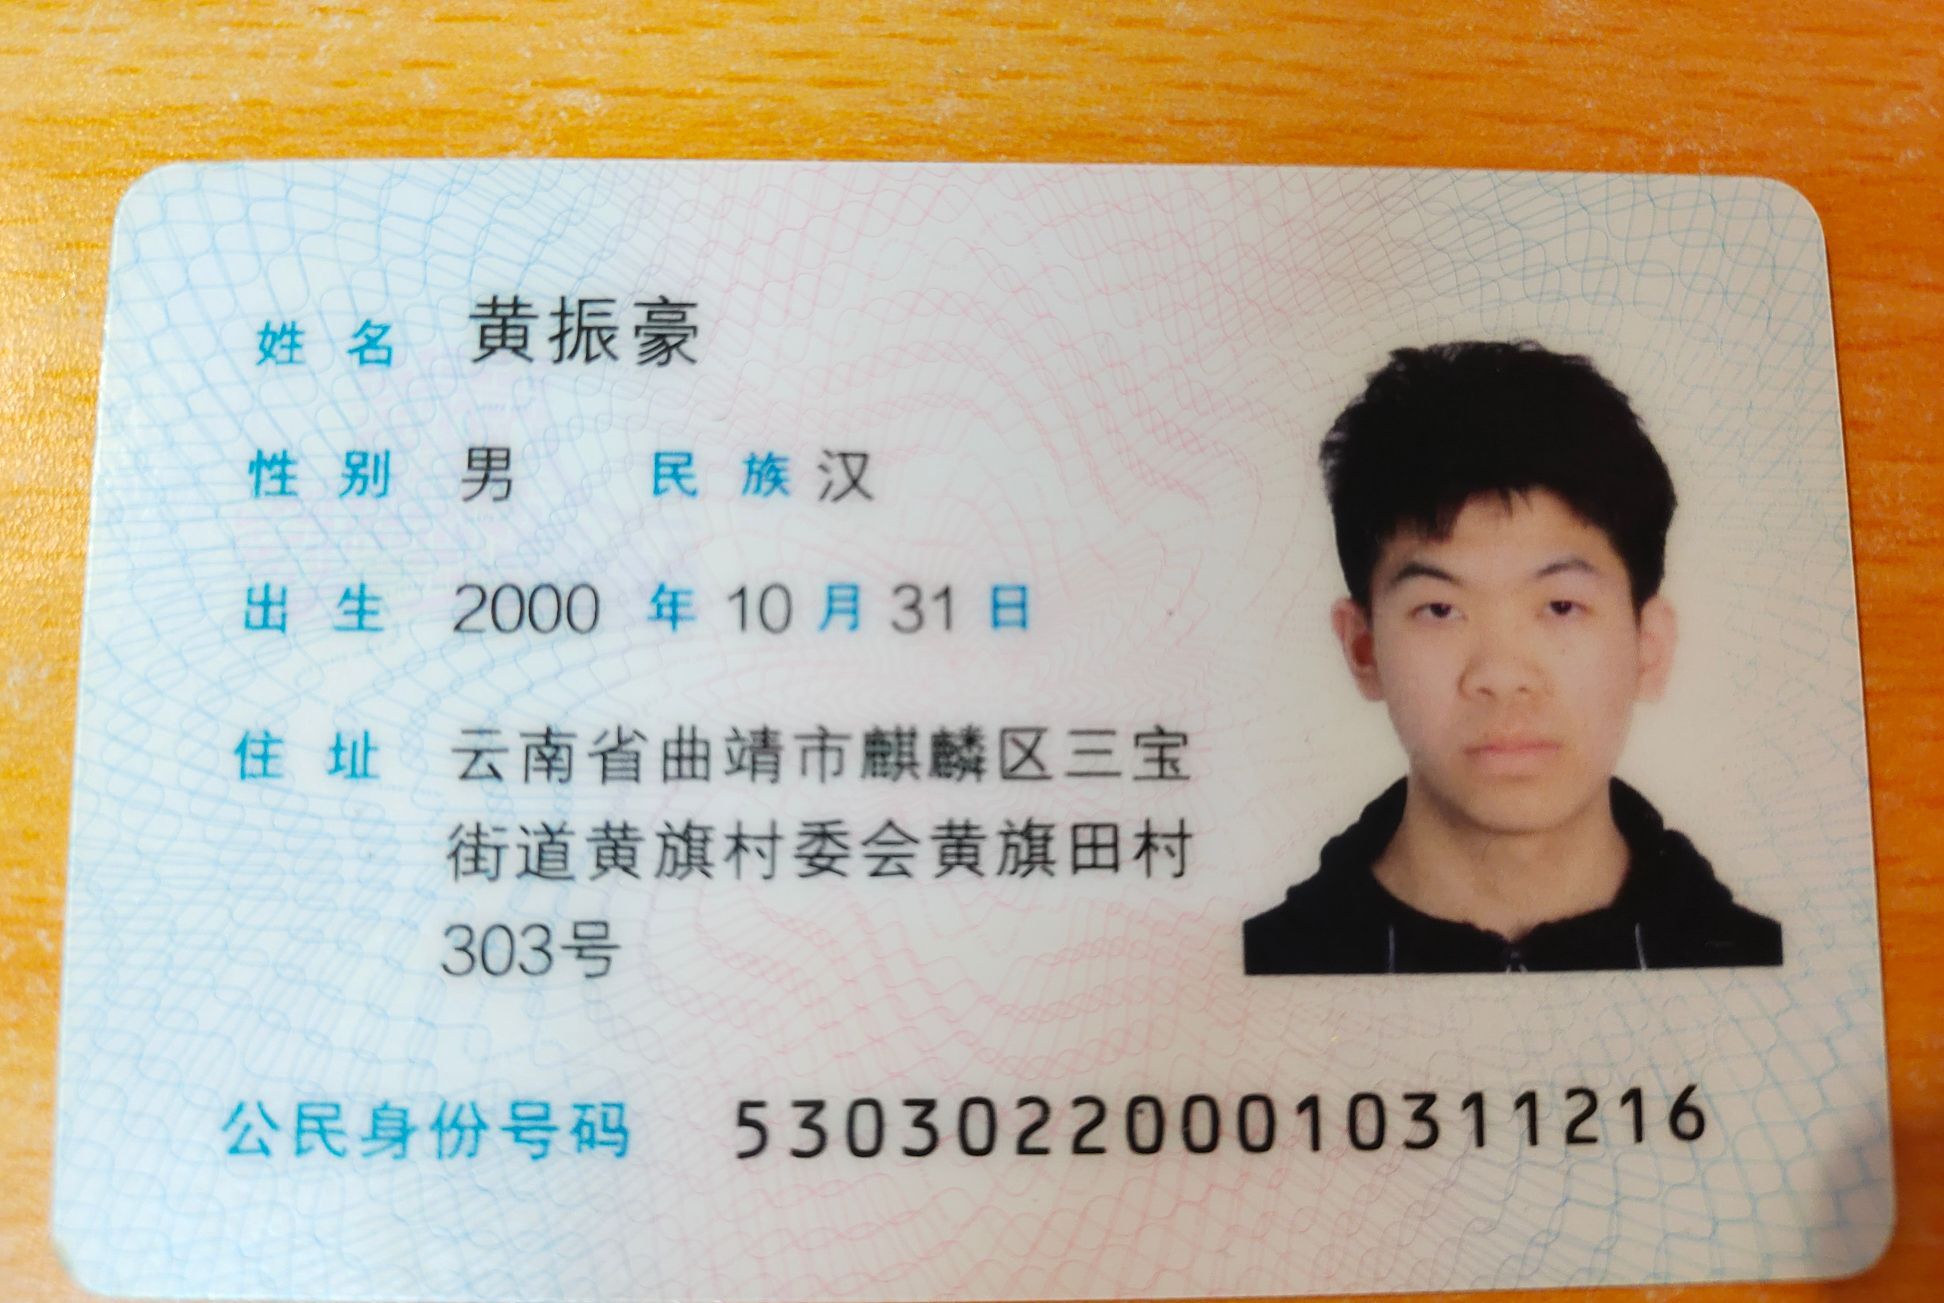 姓名 黄振豪
性别 男 民族 汉
出生 2000 年 10 月 31 日
住址 云南省曲靖市麒麟区三宝
街道黄旗村委会黄旗田村
303号
公民身份号码 530302200010311216